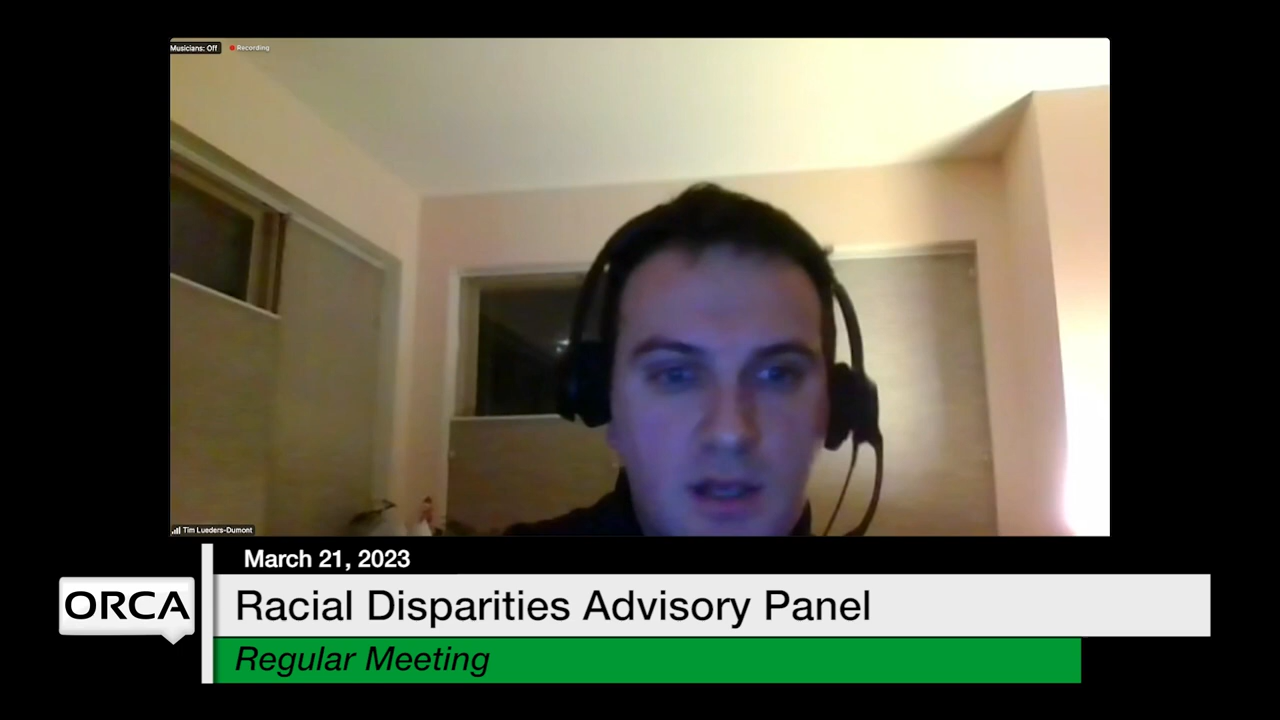 Musicians: Off
Recording
Tim Lueders-Dumont
March 21, 2023
ORCA
Racial Disparities Advisory Panel
Regular Meeting